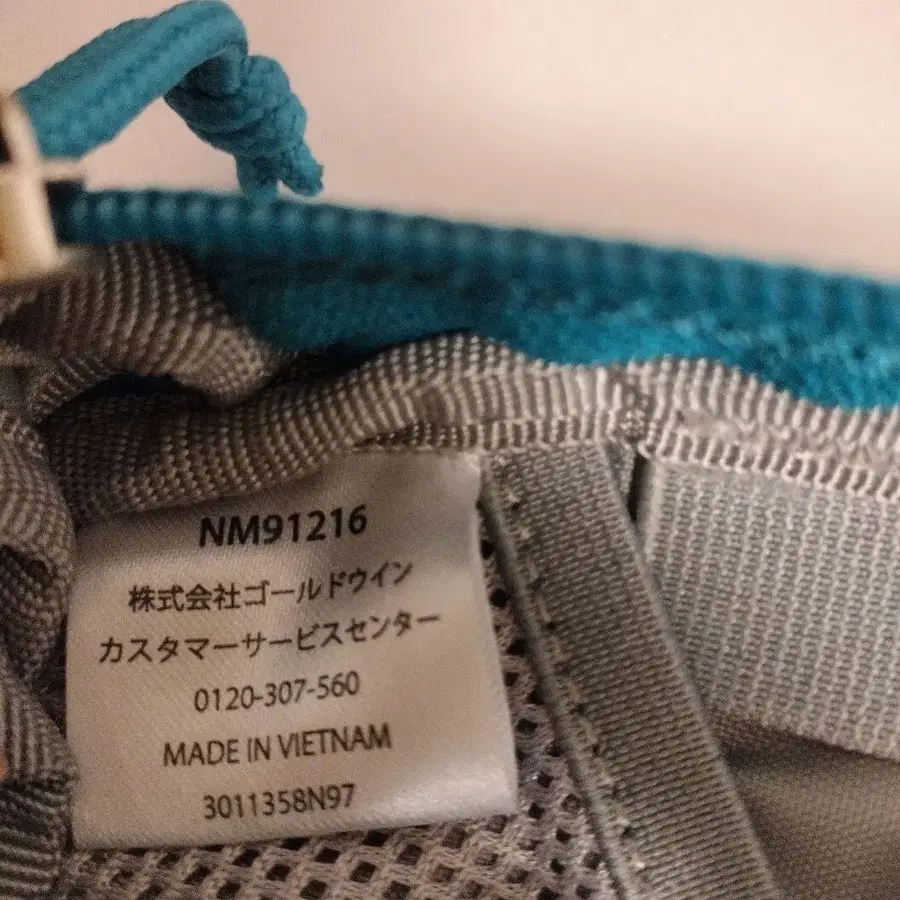 NM91216
株式会社ゴールドウイン
カスタマーサービスセンター
0120-307-560
MADE IN VIETNAM
3011358N97